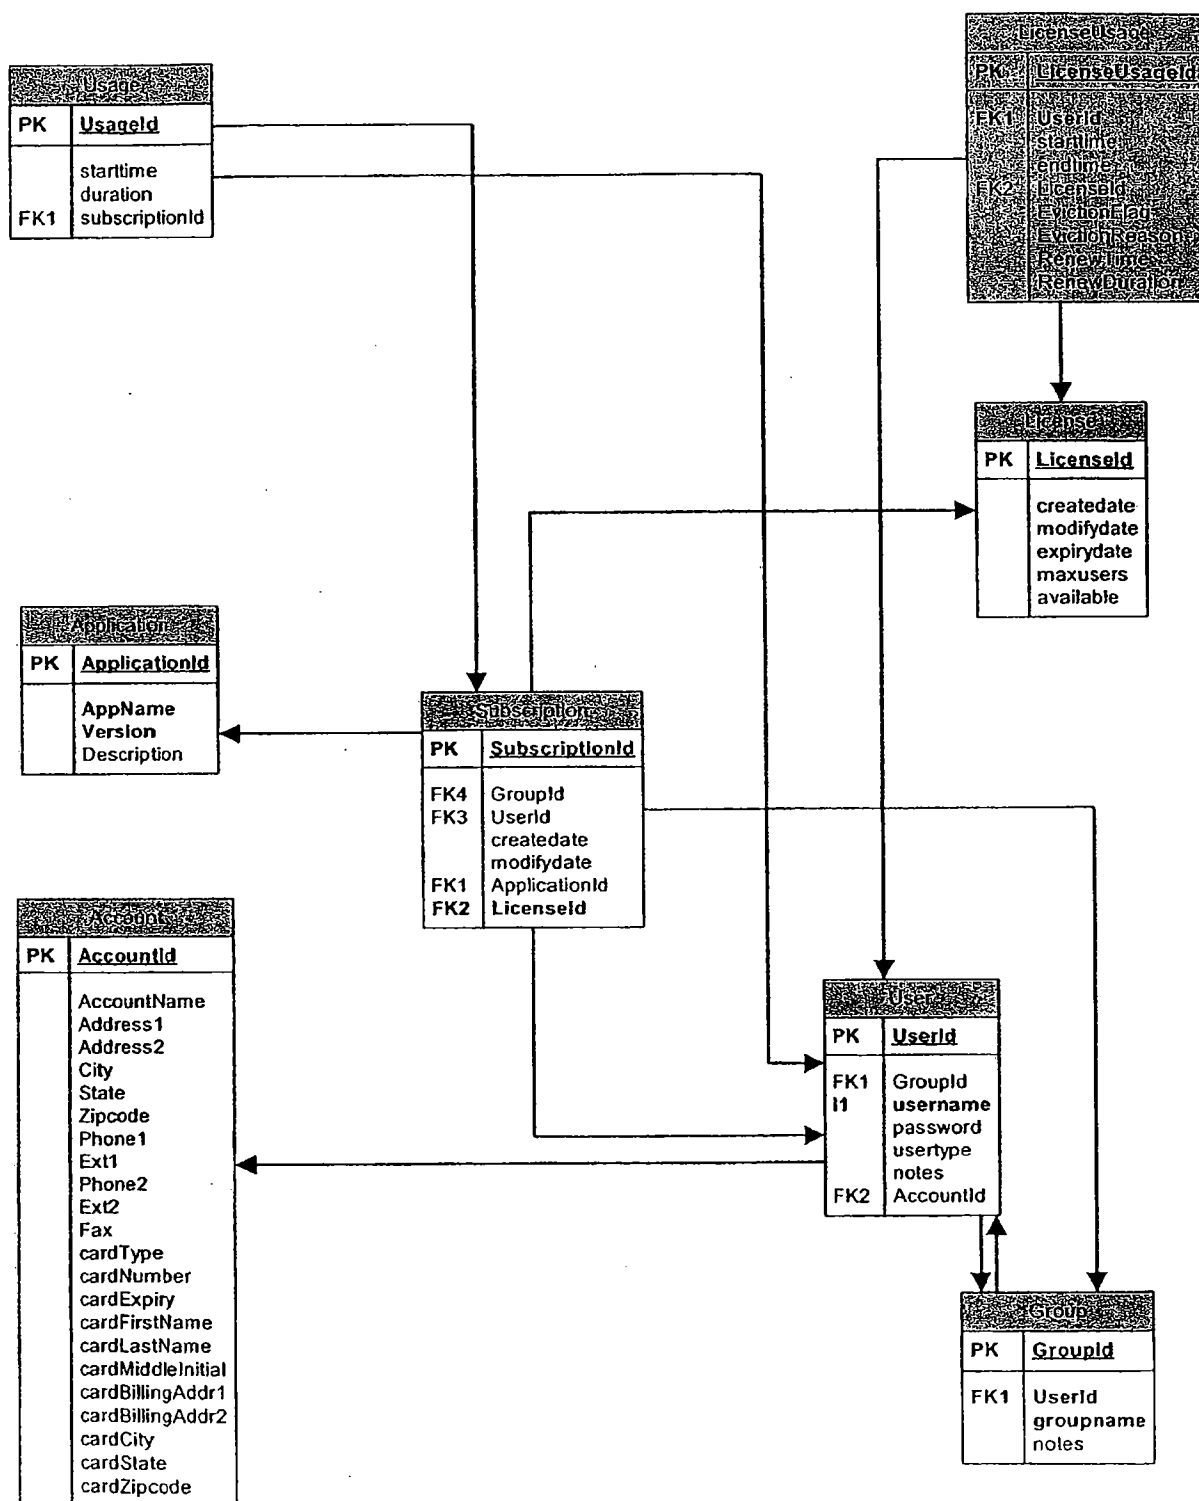 Usage
PK UsageId
starttime
duration
FK1 subscriptionId
LicenseUsage
PK LicenseUsageId
FK1 UserId
starttime
endtime
FK2 LicenseId
EvictionFlag
EvictionReason
RenewTime
RenewDuration
License
PK LicenseId
createdate
modifydate
expirydate
maxusers
available
Application
PK ApplicationId
AppName
Version
Description
Subscription
PK SubscriptionId
FK4 GroupId
FK3 UserId
createdate
modifydate
FK1 ApplicationId
FK2 LicenseId
Account
PK AccountId
AccountName
Address1
Address2
City
State
Zipcode
Phone1
Ext1
Phone2
Ext2
Fax
cardType
cardNumber
cardExpiry
cardFirstName
cardLastName
cardMiddleInitial
cardBillingAddr1
cardBillingAddr2
cardCity
cardState
cardZipcode
User
PK UserId
FK1 GroupId
I1 username
password
usertype
notes
FK2 AccountId
Group
PK GroupId
FK1 UserId
groupname
notes